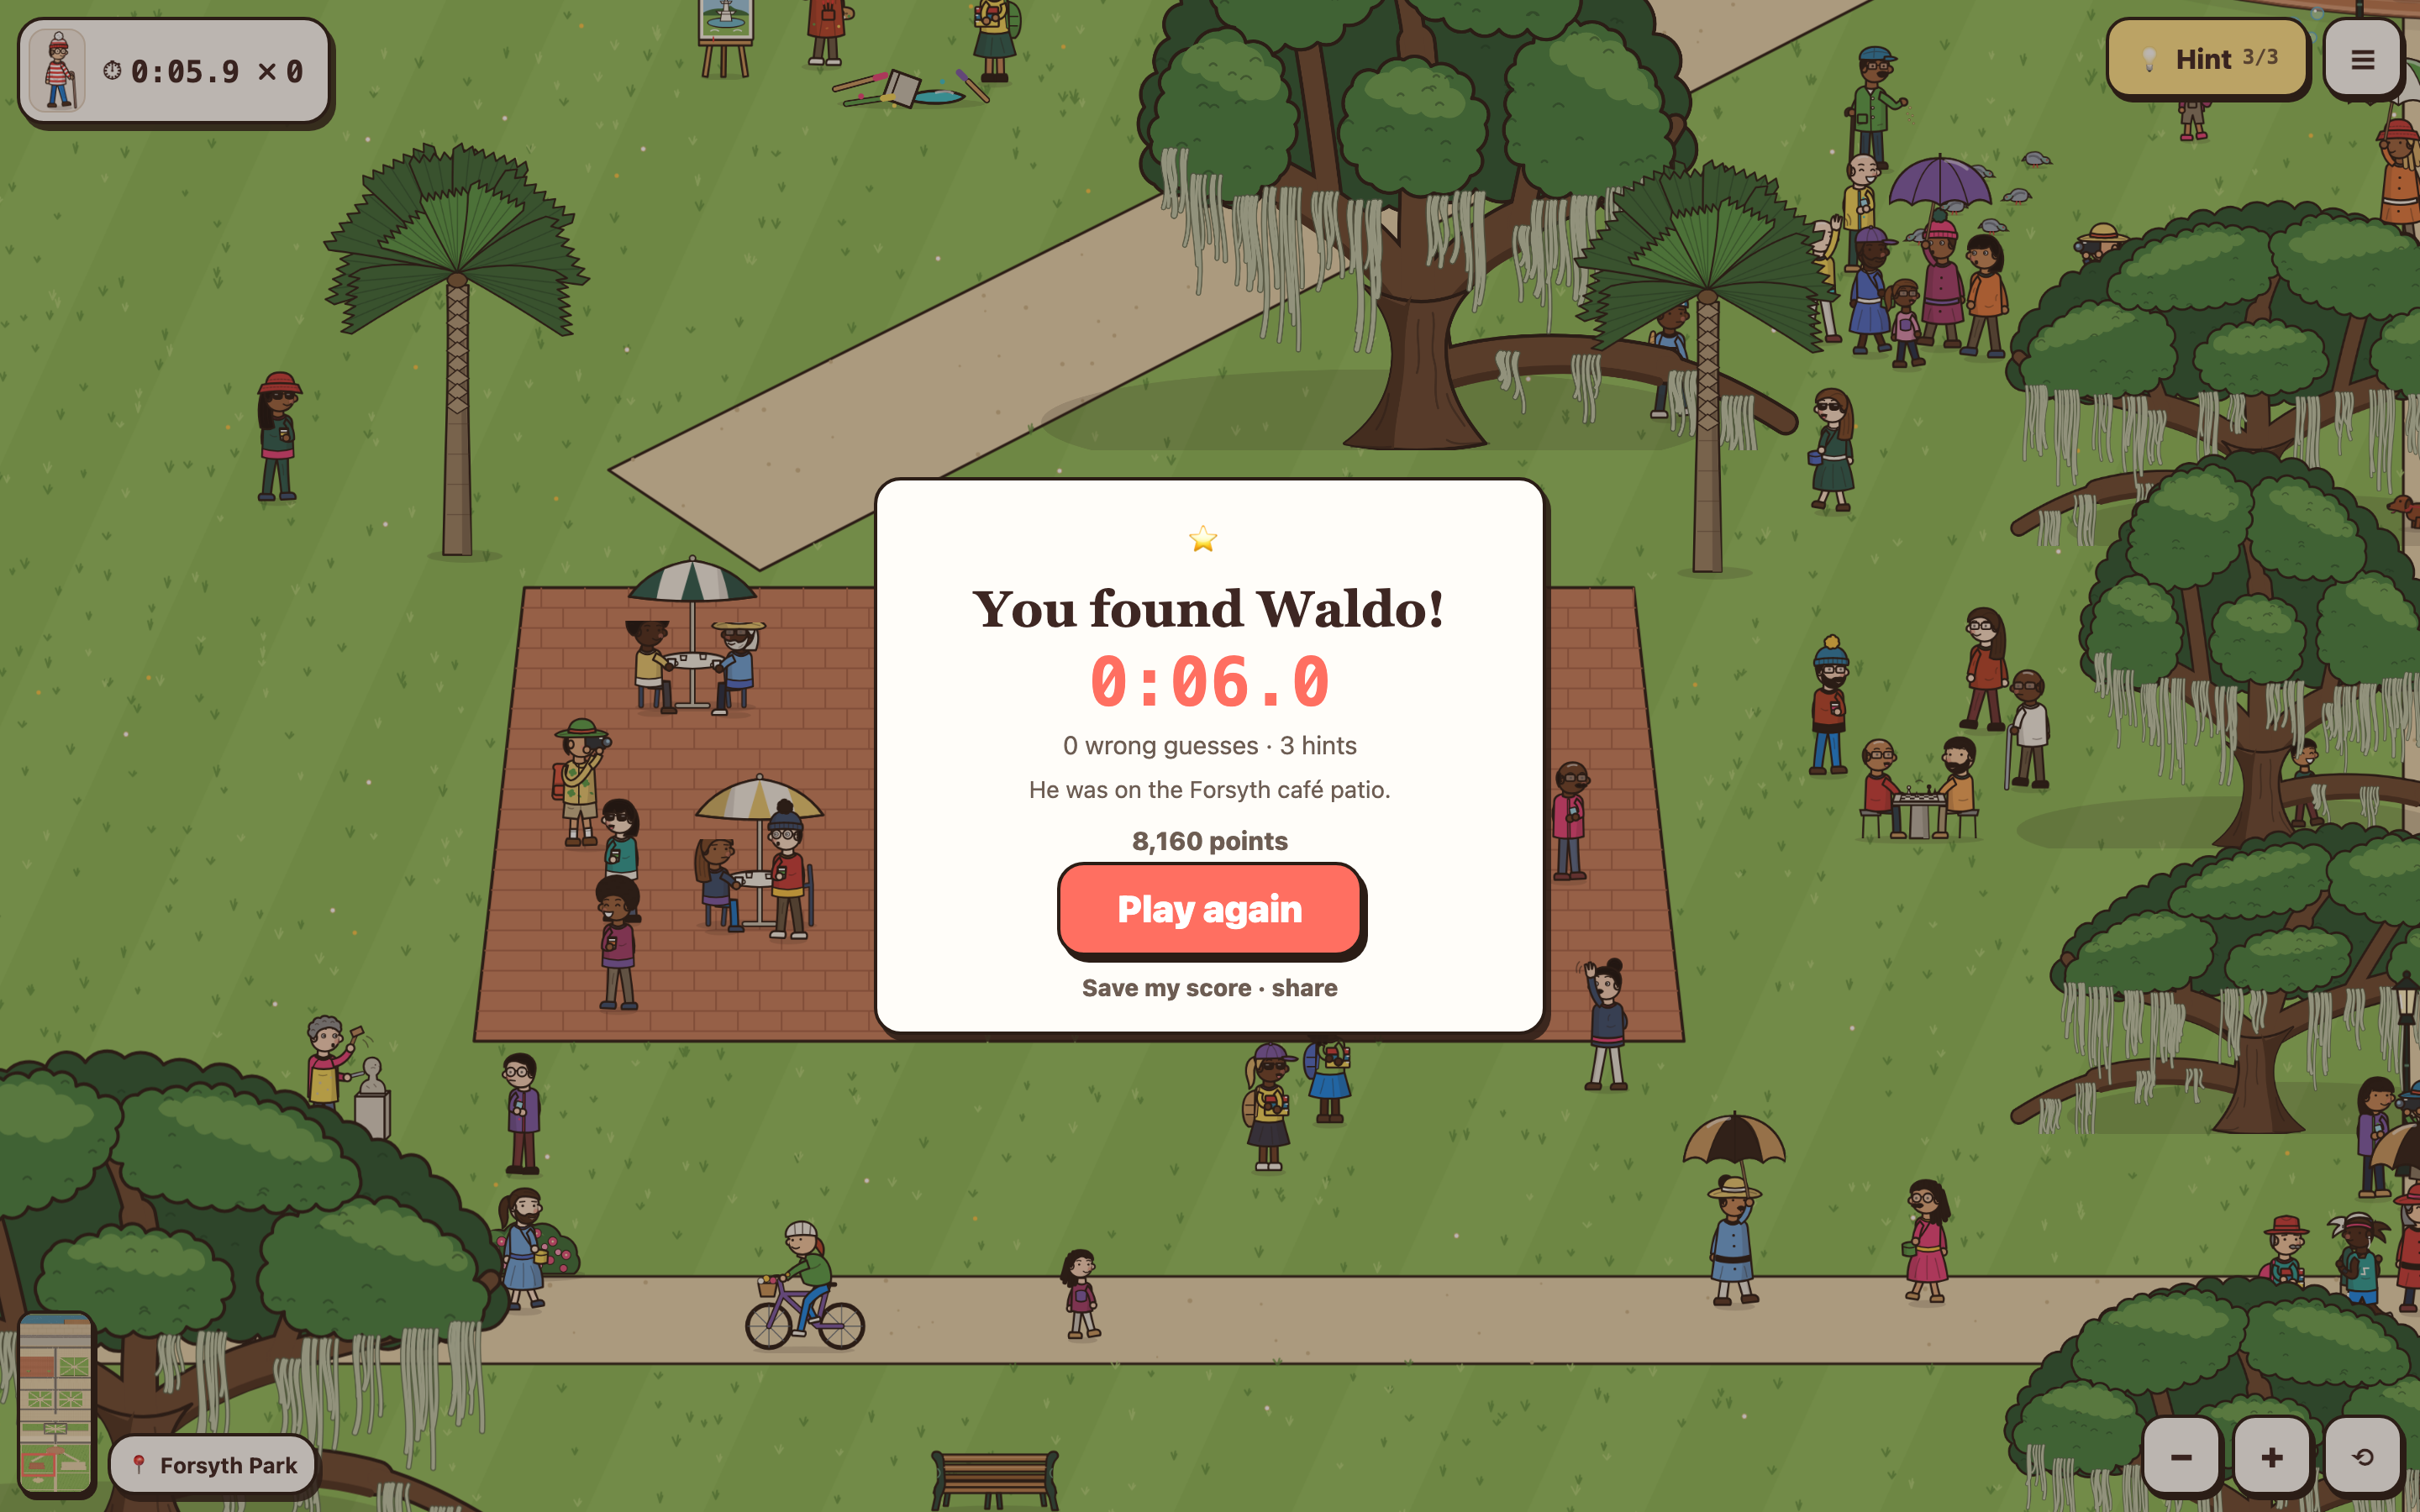 0:05.9 × 0
Hint 3/3
You found Waldo!
0:06.0
0 wrong guesses · 3 hints
He was on the Forsyth café patio.
8,160 points
Play again
Save my score · share
Forsyth Park